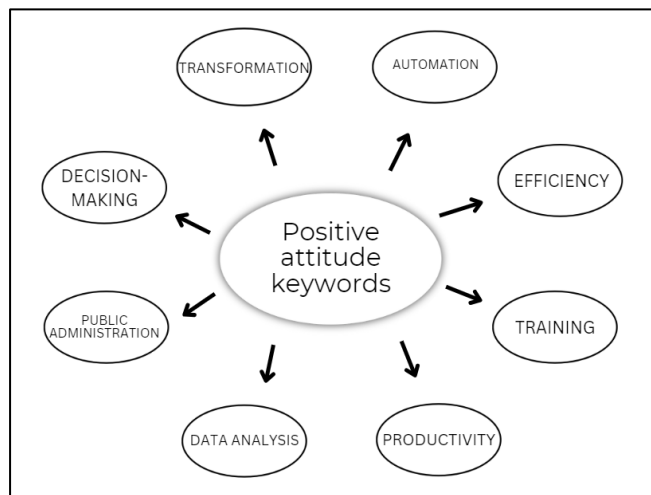 TRANSFORMATION
AUTOMATION
DECISION-
MAKING
EFFICIENCY
Positive
attitude
keywords
PUBLIC
ADMINISTRATION
TRAINING
DATA ANALYSIS
PRODUCTIVITY